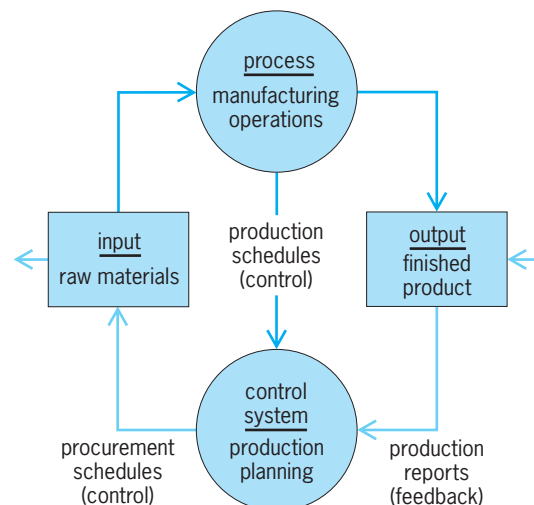 process
manufacturing
operations
input
raw materials
production
schedules
(control)
output
finished
product
control
system
production
planning
procurement
schedules
(control)
production
reports
(feedback)